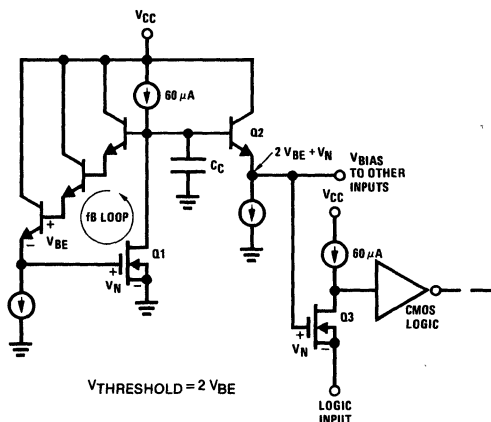 VCC
60 μA
Q2
2 VBE + VN
VBIAS
TO OTHER
INPUTS
CC
VCC
fB LOOP
+
VBE
−
Q1
60 μA
+
VN
−
CMOS
LOGIC
Q3
+
VN
−
VTHRESHOLD = 2 VBE
LOGIC
INPUT